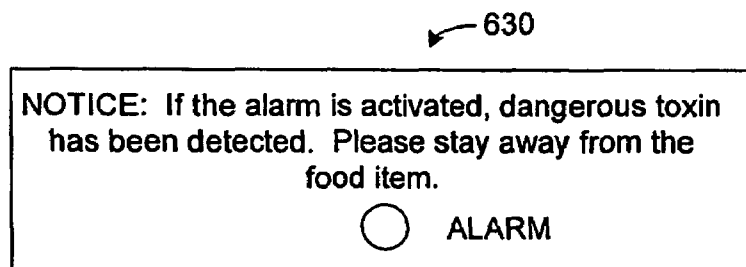 630
NOTICE: If the alarm is activated, dangerous toxin
has been detected. Please stay away from the
food item.
ALARM